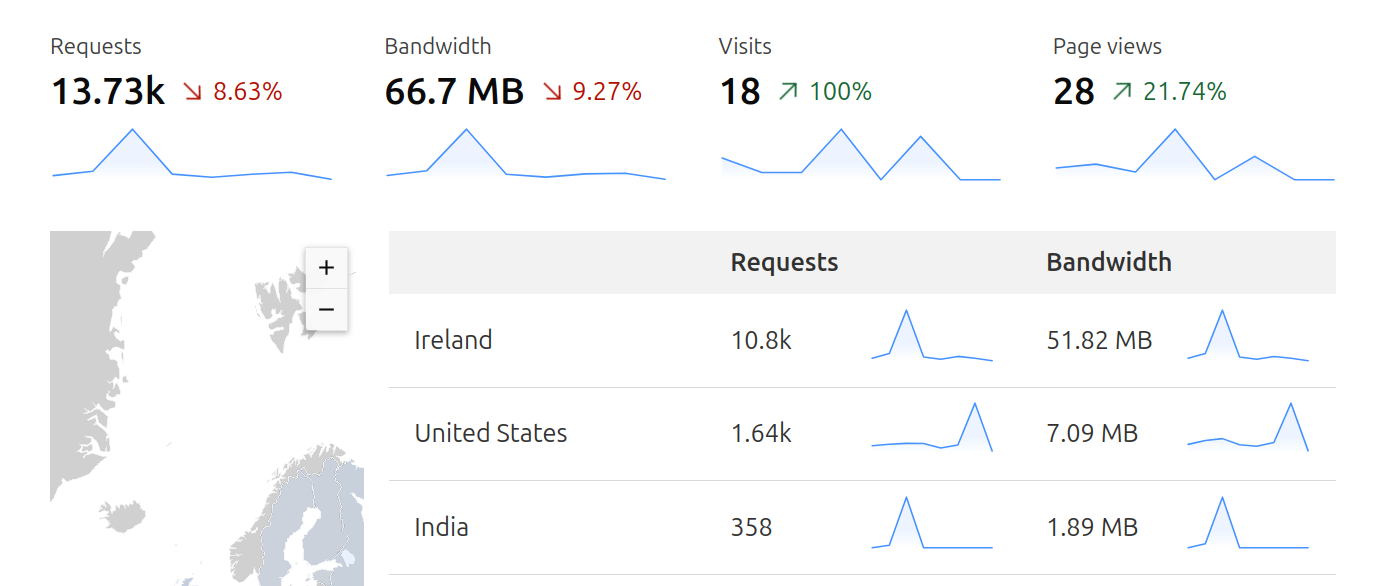 Requests Bandwidth Visits Page views
13.73k ↘ 8.63% 66.7 MB ↘ 9.27% 18 ↗ 100% 28 ↗ 21.74%
+
−
Requests Bandwidth
Ireland 10.8k 51.82 MB
United States 1.64k 7.09 MB
India 358 1.89 MB